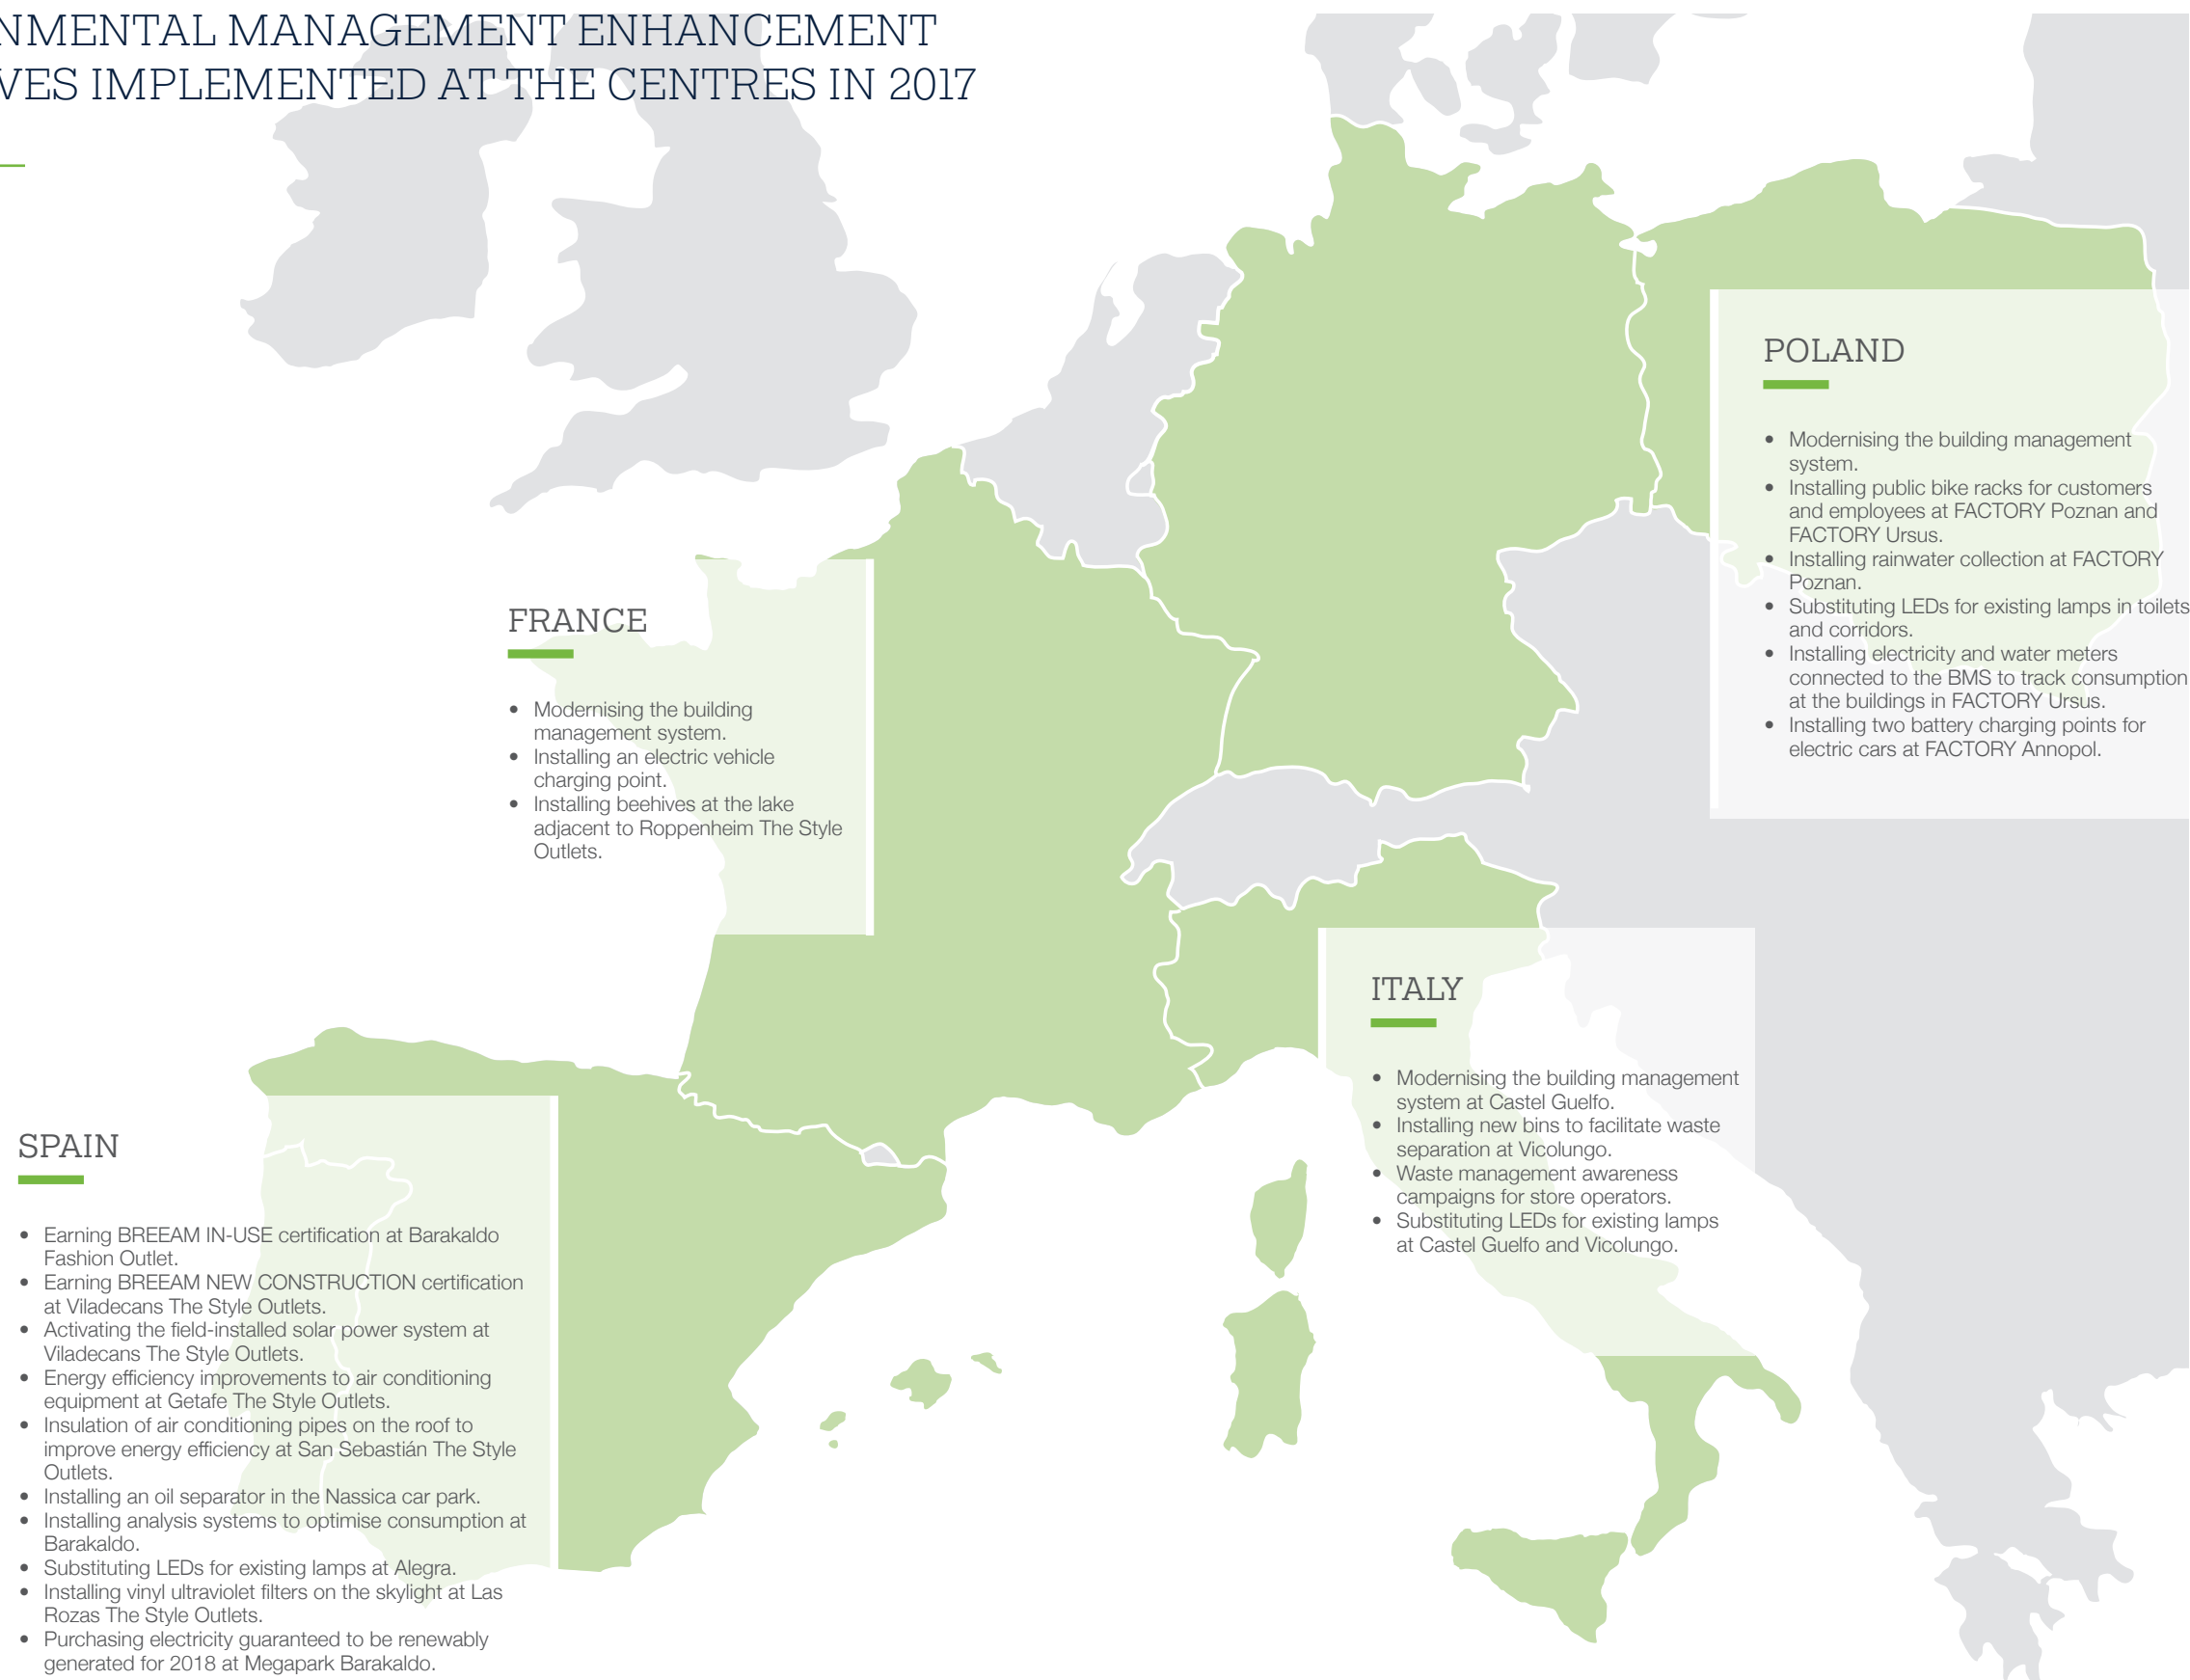 NMENTAL MANAGEMENT ENHANCEMENT
VES IMPLEMENTED AT THE CENTRES IN 2017
POLAND
• Modernising the building management
system.
• Installing public bike racks for customers
and employees at FACTORY Poznan and
FACTORY Ursus.
• Installing rainwater collection at FACTORY
Poznan.
• Substituting LEDs for existing lamps in toilets
and corridors.
• Installing electricity and water meters
connected to the BMS to track consumption
at the buildings in FACTORY Ursus.
• Installing two battery charging points for
electric cars at FACTORY Annopol.
FRANCE
• Modernising the building
management system.
• Installing an electric vehicle
charging point.
• Installing beehives at the lake
adjacent to Roppenheim The Style
Outlets.
ITALY
• Modernising the building management
system at Castel Guelfo.
• Installing new bins to facilitate waste
separation at Vicolungo.
• Waste management awareness
campaigns for store operators.
• Substituting LEDs for existing lamps
at Castel Guelfo and Vicolungo.
SPAIN
• Earning BREEAM IN-USE certification at Barakaldo
Fashion Outlet.
• Earning BREEAM NEW CONSTRUCTION certification
at Viladecans The Style Outlets.
• Activating the field-installed solar power system at
Viladecans The Style Outlets.
• Energy efficiency improvements to air conditioning
equipment at Getafe The Style Outlets.
• Insulation of air conditioning pipes on the roof to
improve energy efficiency at San Sebastián The Style
Outlets.
• Installing an oil separator in the Nassica car park.
• Installing analysis systems to optimise consumption at
Barakaldo.
• Substituting LEDs for existing lamps at Alegra.
• Installing vinyl ultraviolet filters on the skylight at Las
Rozas The Style Outlets.
• Purchasing electricity guaranteed to be renewably
generated for 2018 at Megapark Barakaldo.